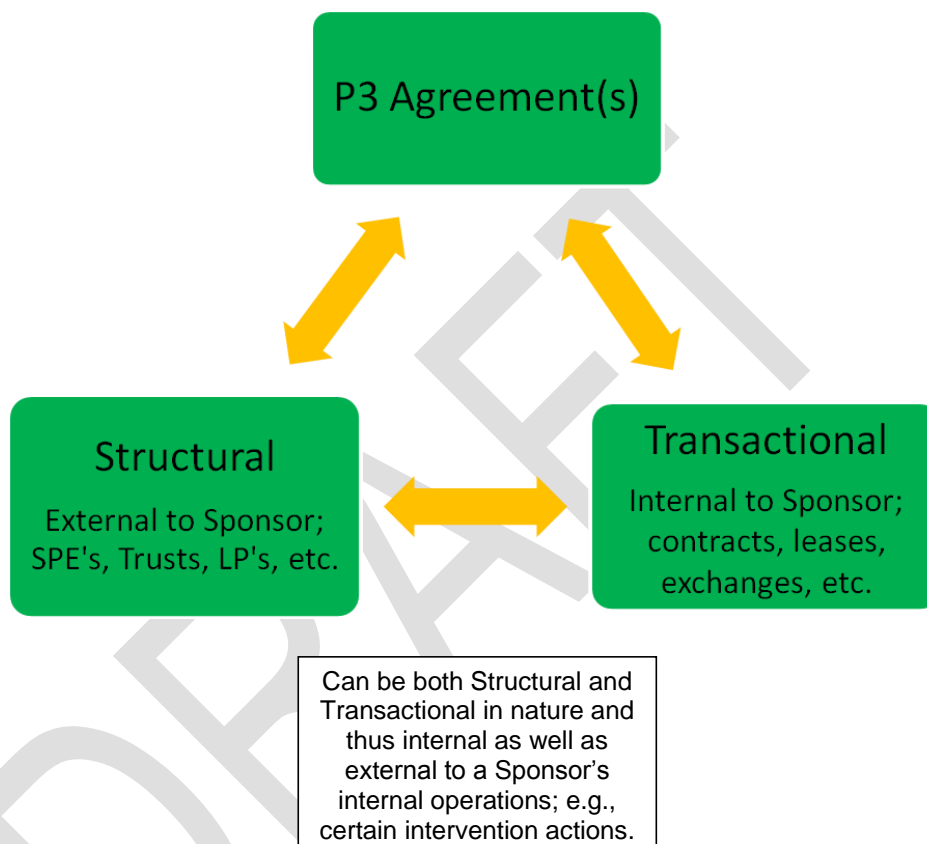 P3 Agreement(s)
Structural
External to Sponsor;
SPE's, Trusts, LP's, etc.
Transactional
Internal to Sponsor;
contracts, leases,
exchanges, etc.
Can be both Structural and
Transactional in nature and
thus internal as well as
external to a Sponsor’s
internal operations; e.g.,
certain intervention actions.
DRAFT